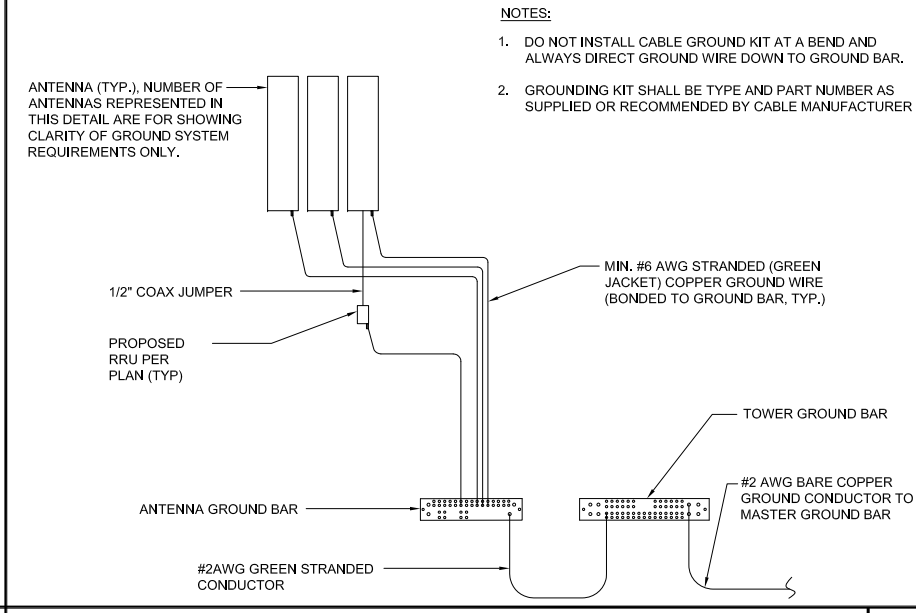 NOTES:
1. DO NOT INSTALL CABLE GROUND KIT AT A BEND AND
ALWAYS DIRECT GROUND WIRE DOWN TO GROUND BAR.
2. GROUNDING KIT SHALL BE TYPE AND PART NUMBER AS
SUPPLIED OR RECOMMENDED BY CABLE MANUFACTURER
ANTENNA (TYP.), NUMBER OF
ANTENNAS REPRESENTED IN
THIS DETAIL ARE FOR SHOWING
CLARITY OF GROUND SYSTEM
REQUIREMENTS ONLY.
MIN. #6 AWG STRANDED (GREEN
JACKET) COPPER GROUND WIRE
(BONDED TO GROUND BAR, TYP.)
1/2" COAX JUMPER
PROPOSED
RRU PER
PLAN (TYP)
TOWER GROUND BAR
#2 AWG BARE COPPER
GROUND CONDUCTOR TO
MASTER GROUND BAR
ANTENNA GROUND BAR
#2AWG GREEN STRANDED
CONDUCTOR